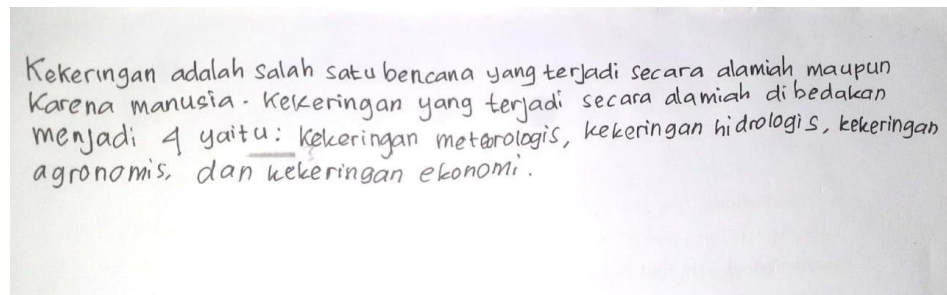 Kekeringan adalah salah satu bencana yang terjadi secara alamiah maupun
karena manusia. Kekeringan yang terjadi secara alamiah dibedakan
menjadi 4 yaitu: kekeringan meteorologis, kekeringan hidrologis, kekeringan
agronomis, dan kekeringan ekonomi.